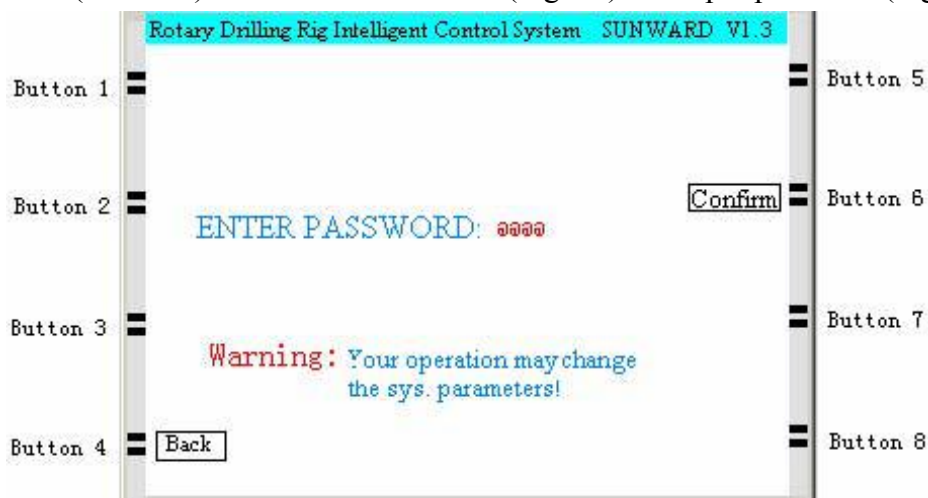 Rotary Drilling Rig Intelligent Control System SUNWARD V1.3
Button 1
Button 5
Button 2
Confirm
Button 6
ENTER PASSWORD: @@@@
Button 3
Button 7
Warning: Your operation may change
the sys. parameters!
Button 4
Back
Button 8